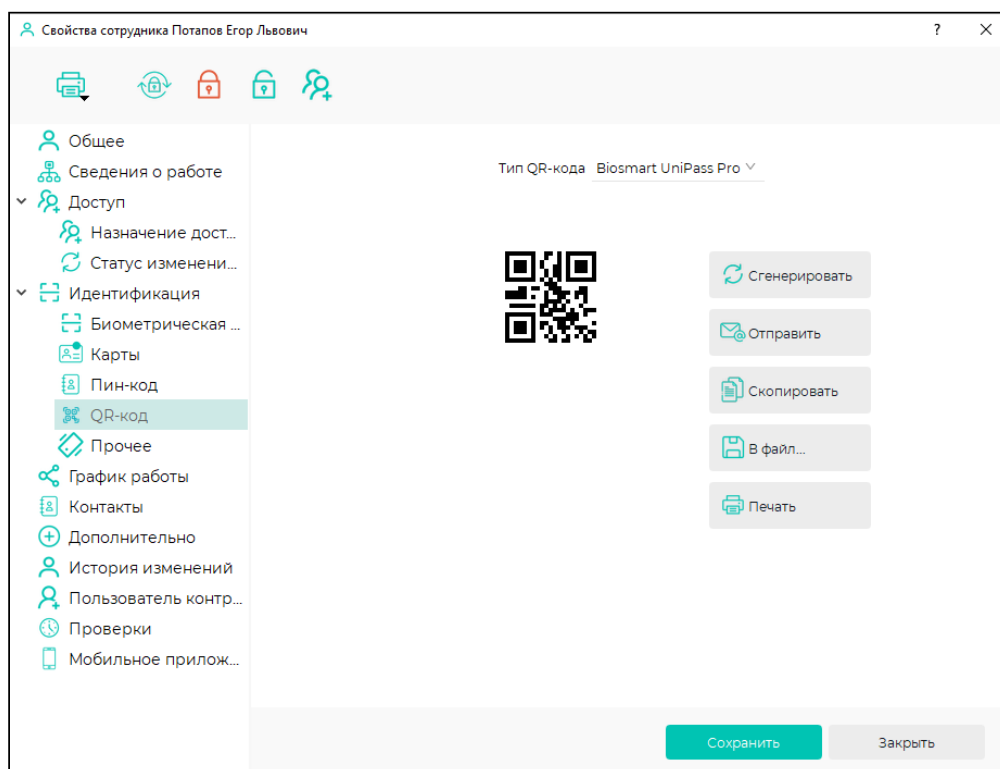 Свойства сотрудника Потапов Егор Львович
?
Общее
Сведения о работе
Доступ
Назначение дост...
Статус изменени...
Идентификация
Биометрическая ...
Карты
Пин-код
QR-код
Прочее
График работы
Контакты
Дополнительно
История изменений
Пользователь контр...
Проверки
Мобильное прилож...
Тип QR-кода Biosmart UniPass Pro
Сгенерировать
Отправить
Скопировать
В файл...
Печать
Сохранить
Закрыть